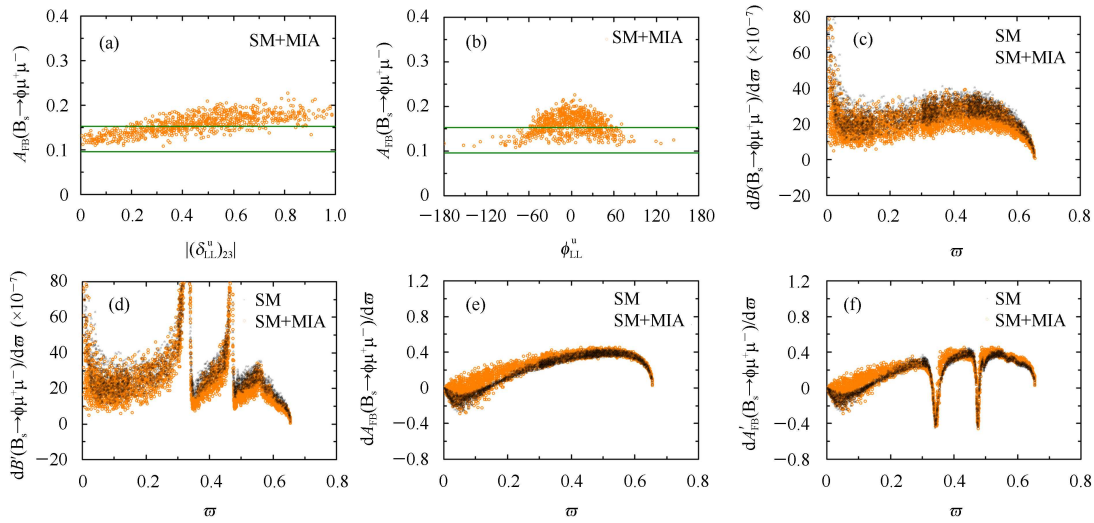 (a) SM+MIA
A_FB(B_s→ϕμ⁺μ⁻)
0.4
0.3
0.2
0.1
0
0 0.2 0.4 0.6 0.8 1.0
|(δ^u_LL)_23|
(b) SM+MIA
A_FB(B_s→ϕμ⁺μ⁻)
0.4
0.3
0.2
0.1
0
−180 −120 −60 0 60 120 180
ϕ^u_LL
(c) SM
SM+MIA
dB(B_s→ϕμ⁺μ⁻)/dϖ (×10⁻⁷)
80
60
40
20
0
−20
0 0.2 0.4 0.6 0.8
ϖ
(d) SM
SM+MIA
dB′(B_s→ϕμ⁺μ⁻)/dϖ (×10⁻⁷)
80
60
40
20
0
−20
0 0.2 0.4 0.6 0.8
ϖ
(e) SM
SM+MIA
dA_FB(B_s→ϕμ⁺μ⁻)/dϖ
1.2
0.8
0.4
0
−0.4
−0.8
0 0.2 0.4 0.6 0.8
ϖ
(f) SM
SM+MIA
dA′_FB(B_s→ϕμ⁺μ⁻)/dϖ
1.2
0.8
0.4
0
−0.4
−0.8
0 0.2 0.4 0.6 0.8
ϖ